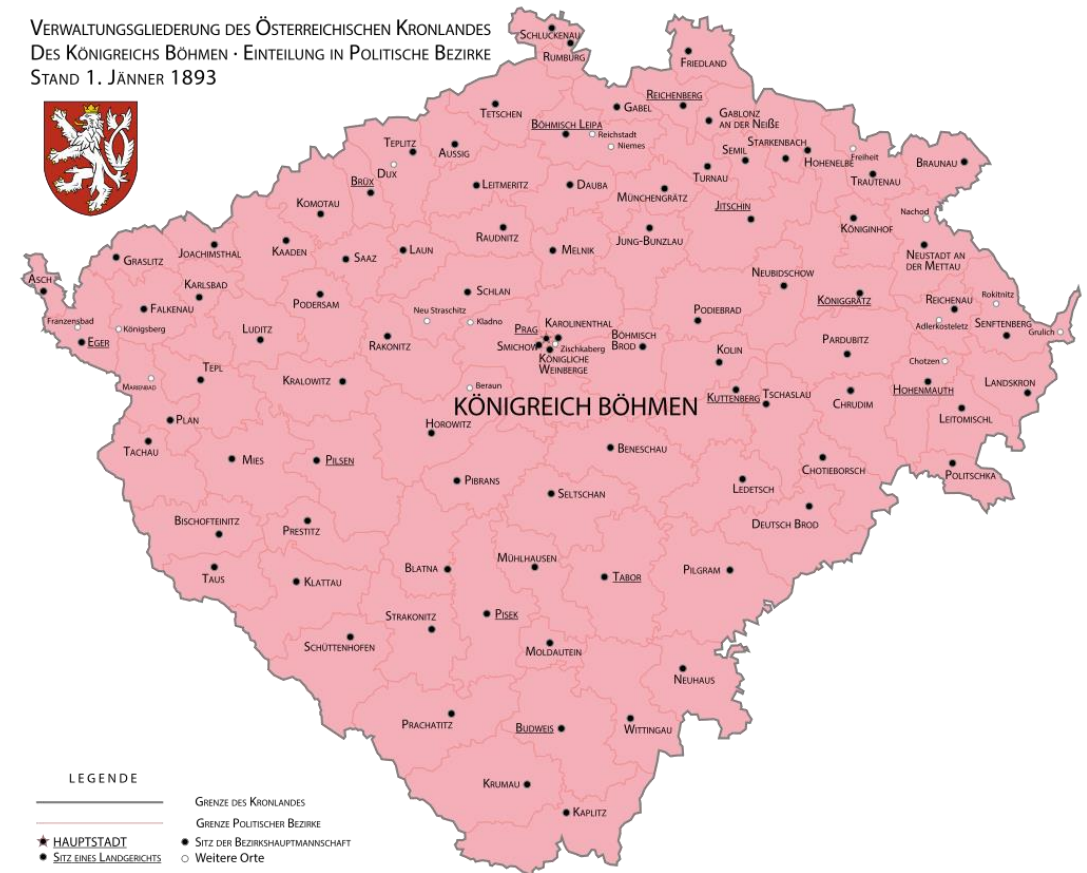 Verwaltungsgliederung des Österreichischen Kronlandes
Des Königreichs Böhmen · Einteilung in Politische Bezirke
Stand 1. Jänner 1893
Schluckenau
Rumburg
Friedland
Tetschen
Gabel
Reichenberg
Böhmisch Leipa
Reichstadt
Niemes
Gablonz
an der Neiße
Teplitz
Aussig
Dux
Brüx
Leitmeritz
Dauba
Münchengrätz
Turnau
Semil
Starkenbach
Hohenelbe
Freiheit
Trautenau
Braunau
Komotau
Raudnitz
Melnik
Jung-Bunzlau
Jitschin
Königinhof
Nachod
Neustadt an
der Mettau
Graslitz
Joachimsthal
Kaaden
Saaz
Laun
Asch
Karlsbad
Falkenau
Franzensbad
Königsberg
Eger
Luditz
Podersam
Schlan
Neu Straschitz
Kladno
Rakonitz
Prag
Karolinenthal
Smichow
Zischkaberg
Königliche
Weinberge
Böhmisch
Brod
Podiebrad
Neubidschow
Königgrätz
Reichenau
Rokitnitz
Adlerkosteletz
Senftenberg
Grulich
Pardubitz
Kolin
Chotzen
Marienbad
Tepl
Kralowitz
Beraun
KÖNIGREICH BÖHMEN
Kuttenberg
Tschaslau
Chrudim
Hohenmauth
Landskron
Leitomischl
Plan
Tachau
Mies
Pilsen
Horowitz
Beneschau
Chotieborsch
Politschka
Pibrans
Seltschan
Ledetsch
Deutsch Brod
Bischofteinitz
Prestitz
Taus
Klattau
Blatna
Mühlhausen
Tabor
Pilgram
Strakonitz
Pisek
Schüttenhofen
Moldautein
Neuhaus
Prachatitz
Budweis
Wittingau
Krumau
Kaplitz
LEGENDE
Grenze des Kronlandes
Grenze Politischer Bezirke
HAUPTSTADT
Sitz der Bezirkshauptmannschaft
Sitz eines Landgerichts
Weitere Orte